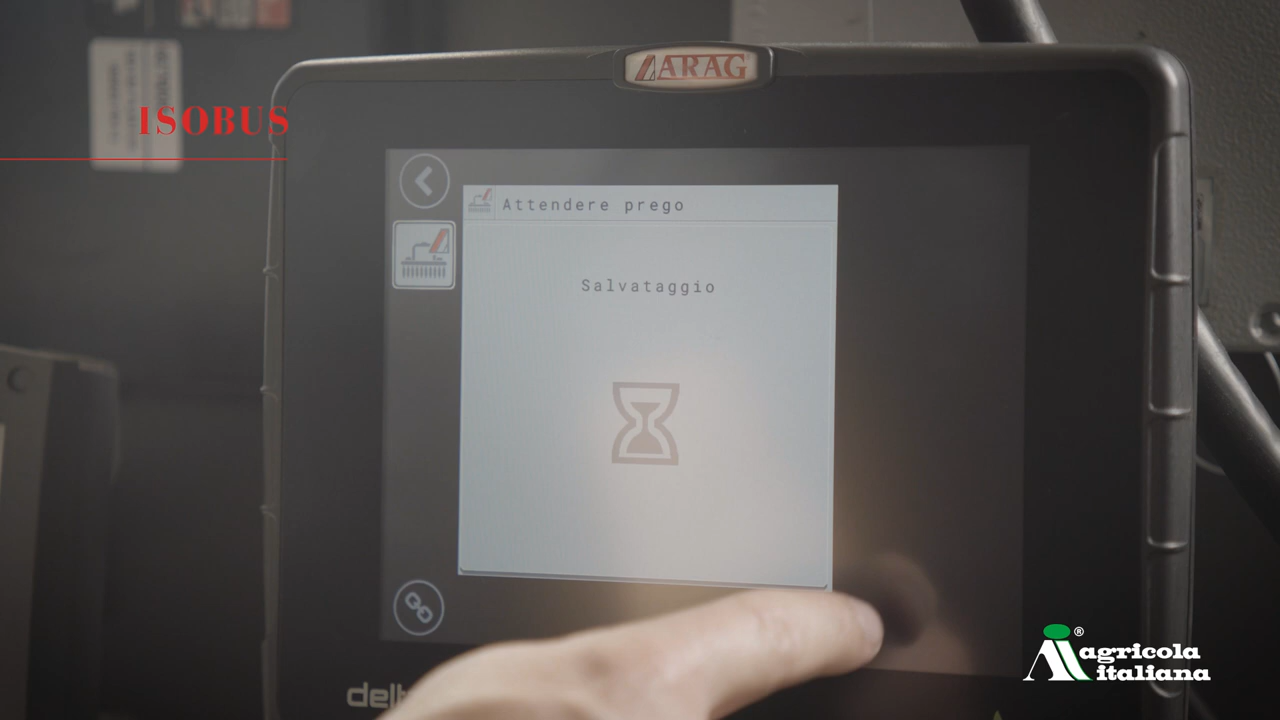 ARAG
ISOBUS
Attendere prego
Salvataggio
agricola
italiana
®